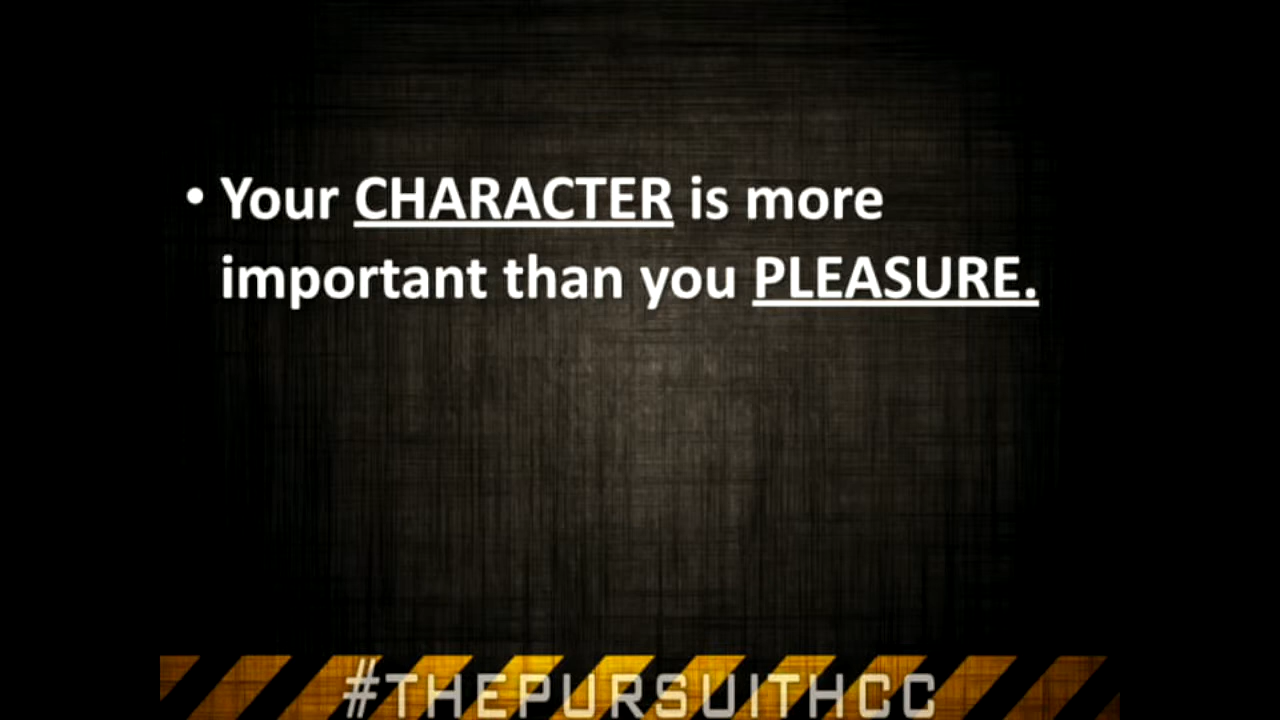 • Your CHARACTER is more
important than you PLEASURE.
#THEPURSUITHCC